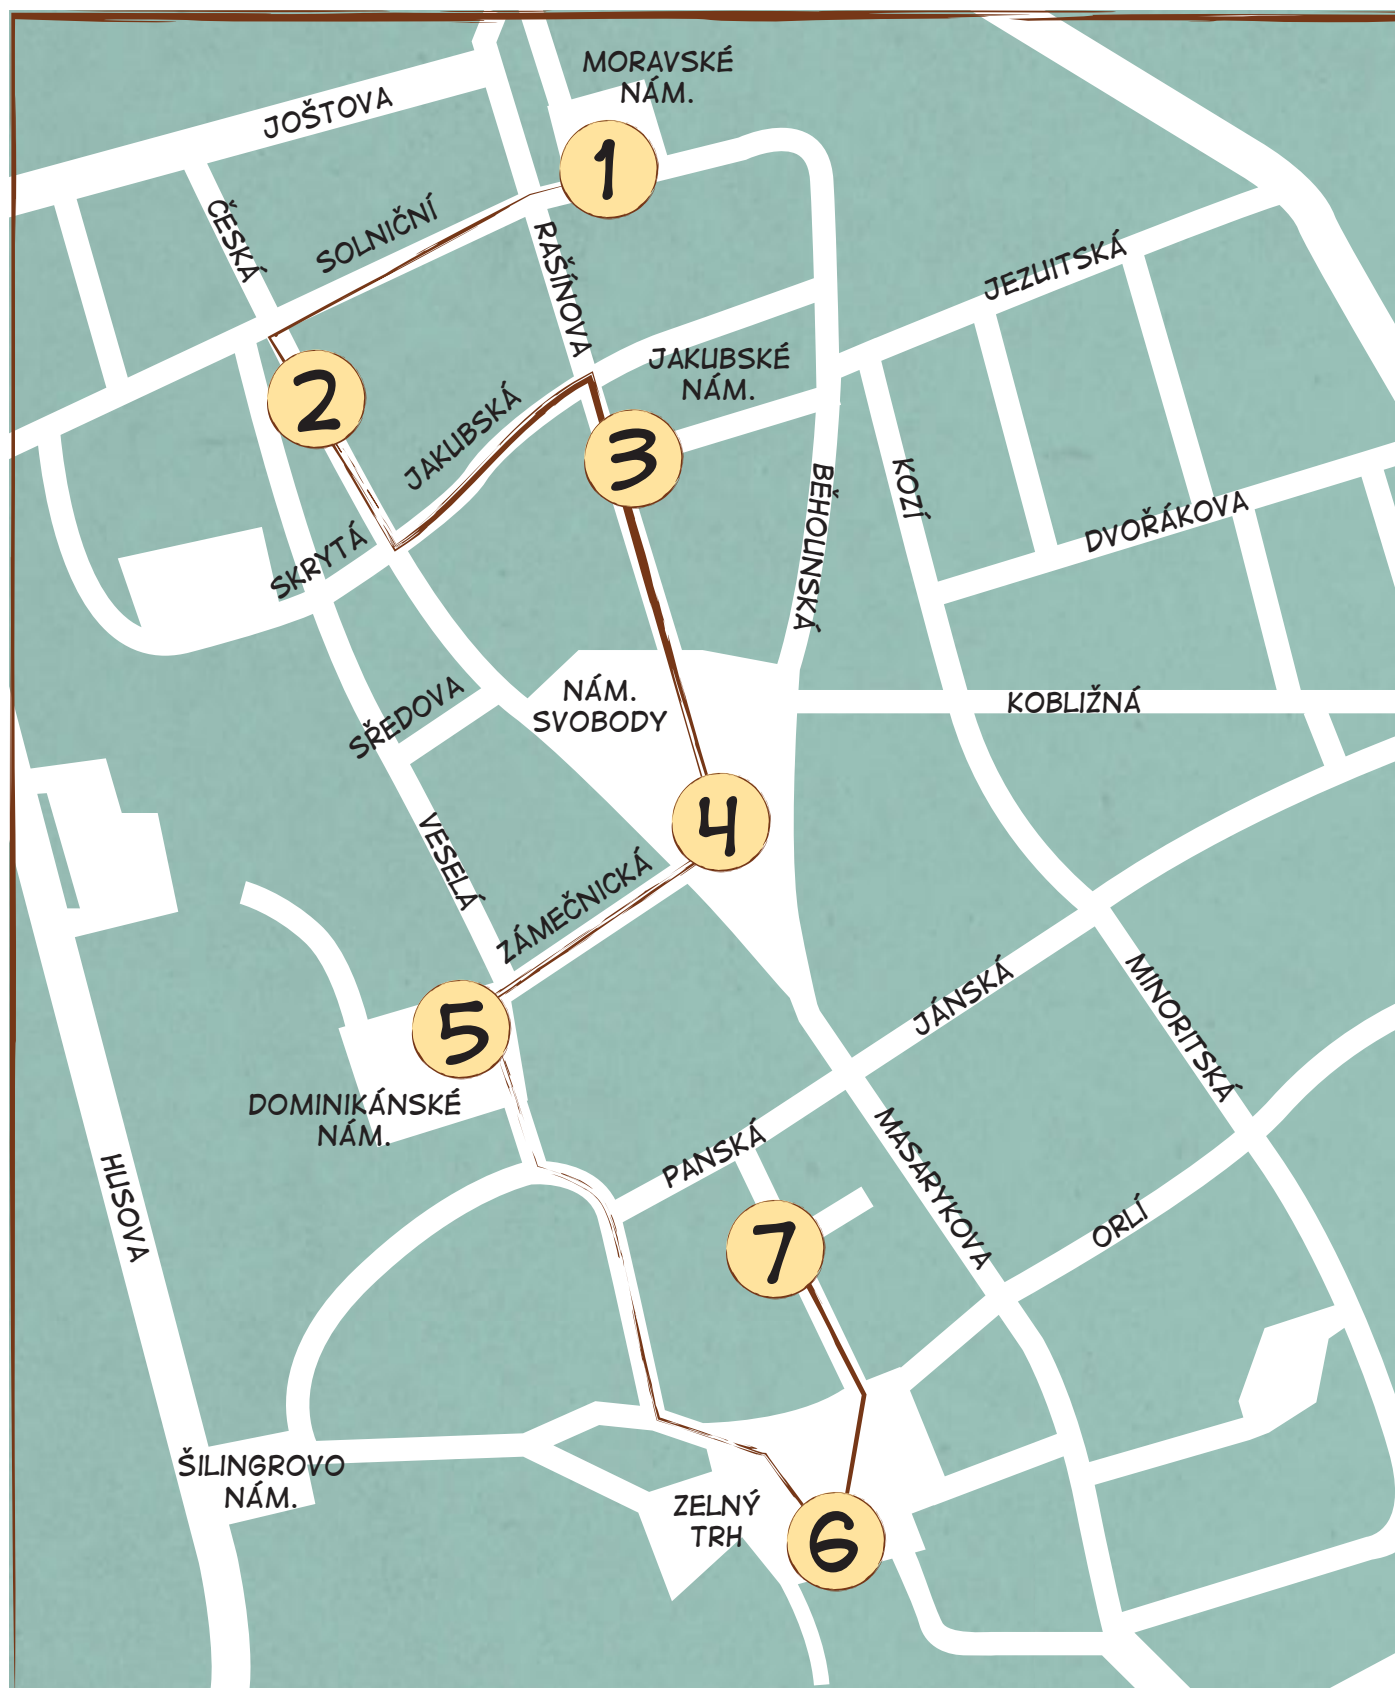 MORAVSKÉ
NÁM.
JOŠTOVA
1
ČESKÁ
SOLNIČNÍ
RAŠÍNOVA
JEZUITSKÁ
JAKUBSKÉ
NÁM.
2
JAKUBSKÁ
3
BĚHOUNSKÁ
KOZÍ
DVOŘÁKOVA
SKRYTÁ
NÁM.
SVOBODY
KOBLIŽNÁ
SŘEDOVA
4
VESELÁ
ZÁMEČNICKÁ
5
JÁNSKÁ
MINORITSKÁ
DOMINIKÁNSKÉ
NÁM.
PANSKÁ
MASARYKOVA
HUSOVA
7
ORLÍ
ŠILINGROVO
NÁM.
ZELNÝ
TRH
6